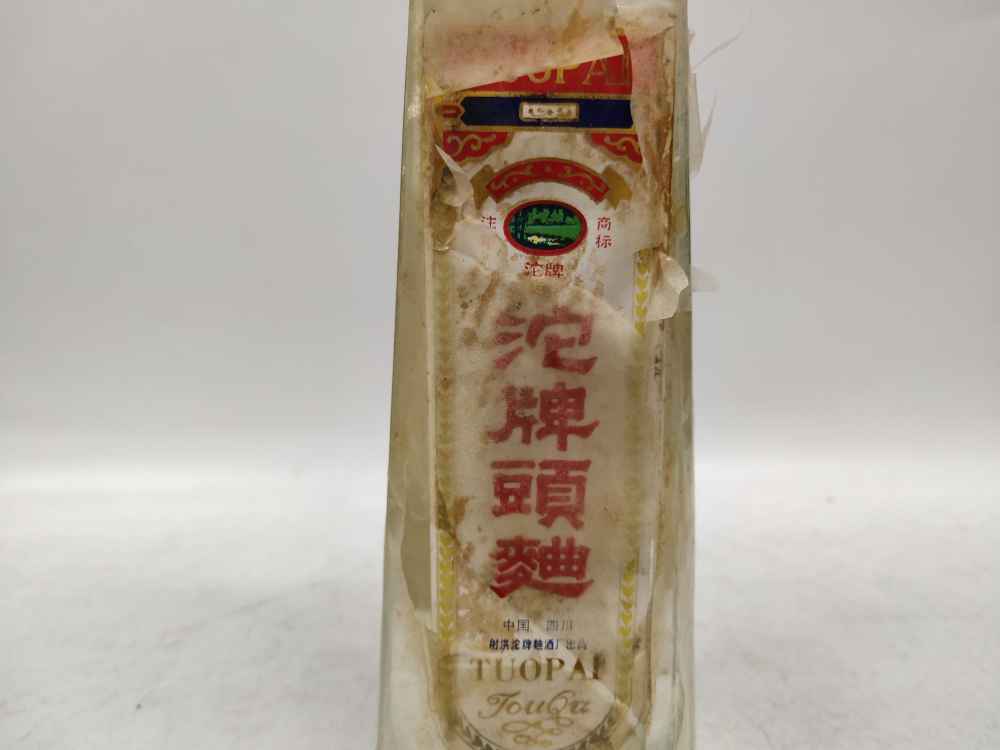 TUOPAI
注 商
标
沱牌
沱
牌
頭
麯
中国 四川
射洪沱牌麯酒厂出品
TUOPAI
TouQu